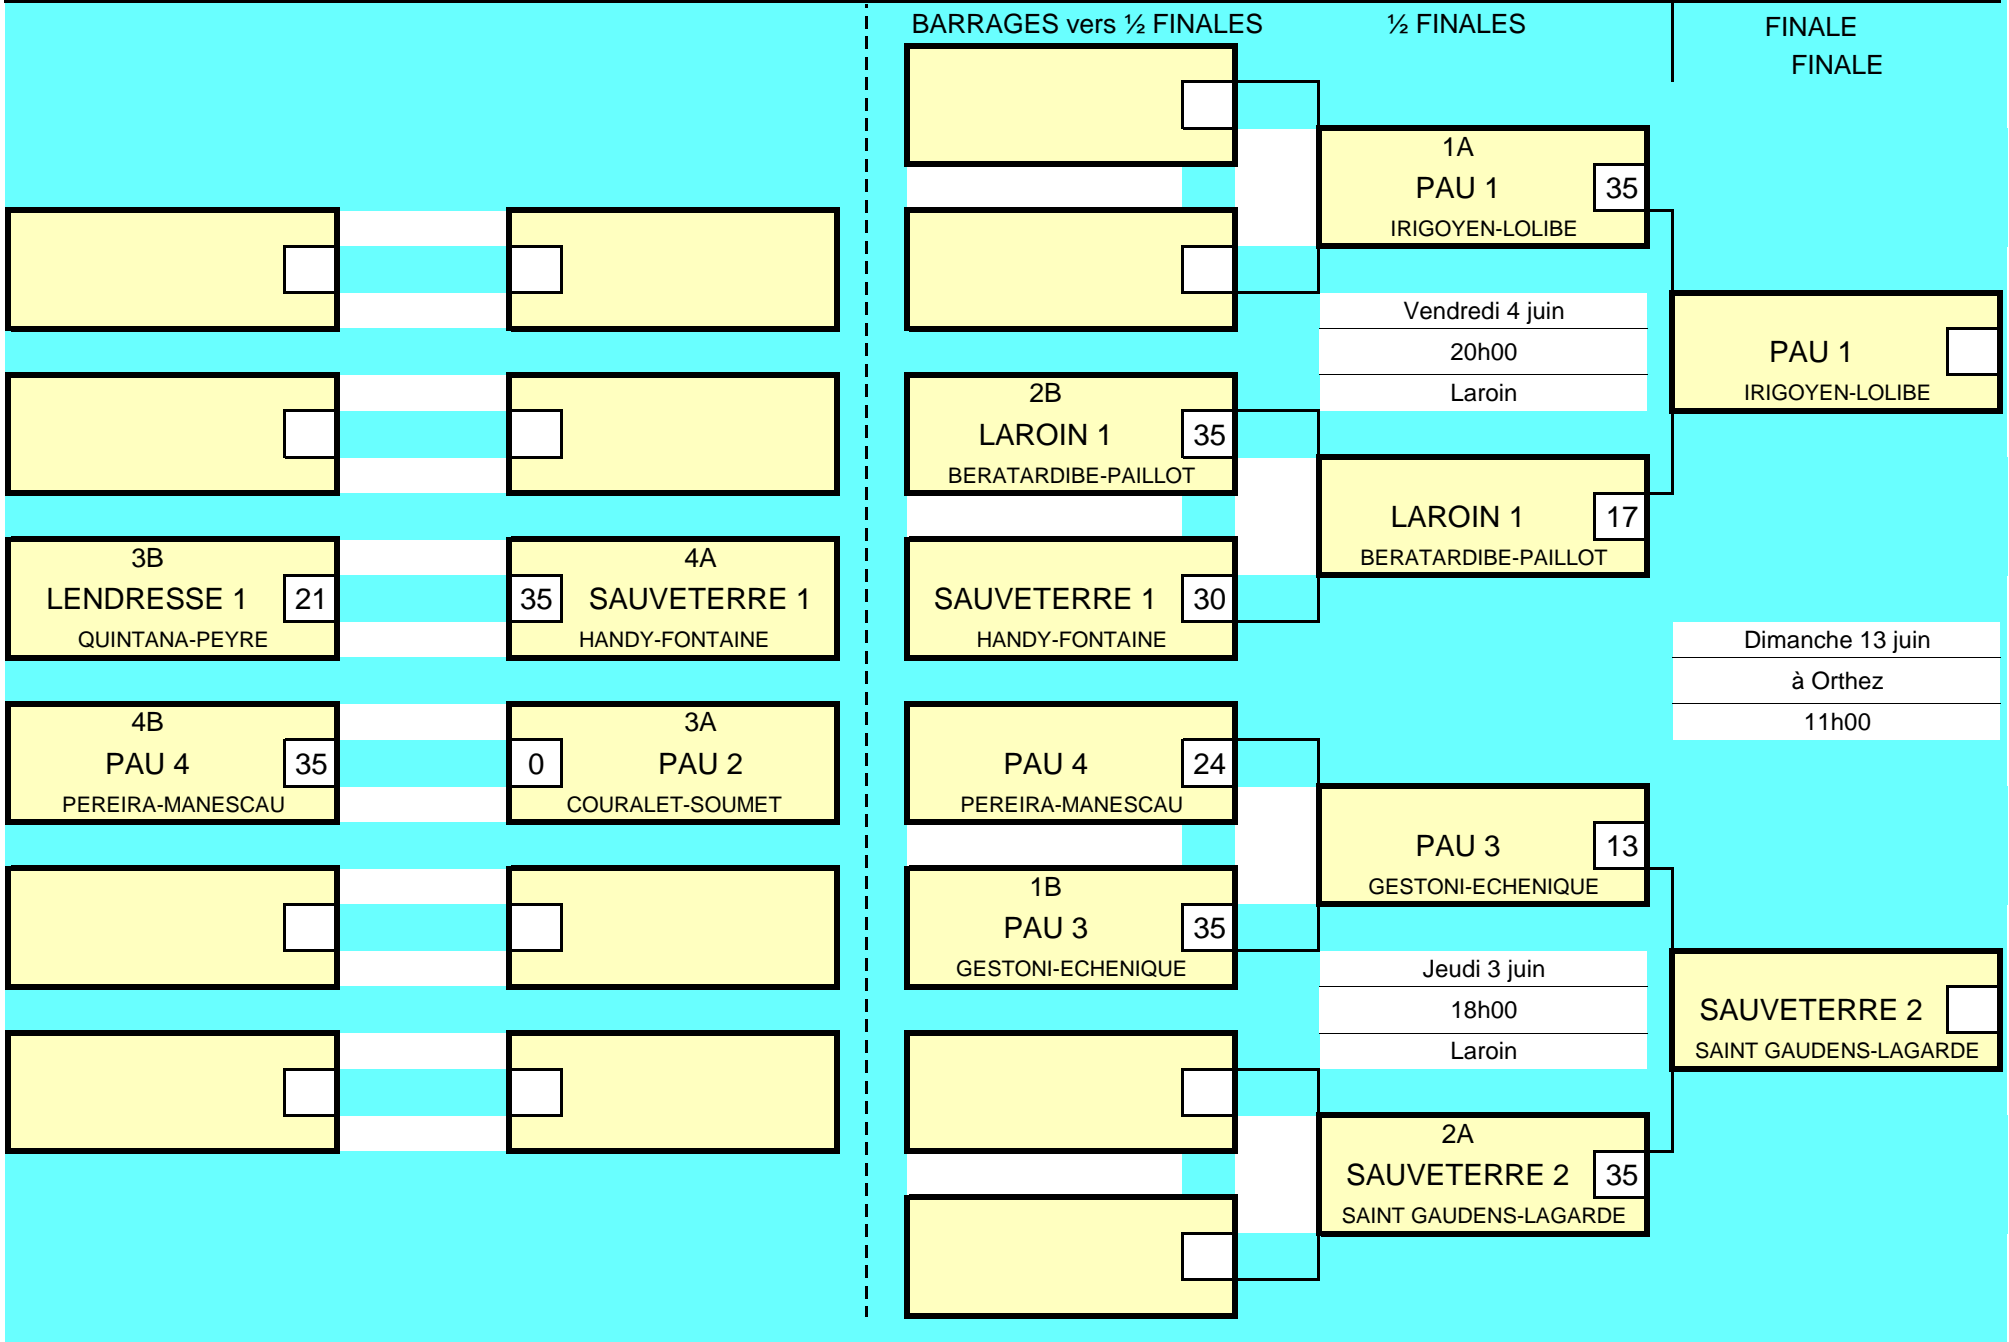 BARRAGES vers ½ FINALES
½ FINALES
FINALE
FINALE
3B
LENDRESSE 1
21
QUINTANA-PEYRE
4A
35
SAUVETERRE 1
HANDY-FONTAINE
4B
PAU 4
35
PEREIRA-MANESCAU
3A
0
PAU 2
COURALET-SOUMET
2B
LAROIN 1
35
BERATARDIBE-PAILLOT
SAUVETERRE 1
30
HANDY-FONTAINE
PAU 4
24
PEREIRA-MANESCAU
1B
PAU 3
35
GESTONI-ECHENIQUE
1A
PAU 1
35
IRIGOYEN-LOLIBE
Vendredi 4 juin
20h00
Laroin
LAROIN 1
17
BERATARDIBE-PAILLOT
PAU 3
13
GESTONI-ECHENIQUE
Jeudi 3 juin
18h00
Laroin
2A
SAUVETERRE 2
35
SAINT GAUDENS-LAGARDE
PAU 1
IRIGOYEN-LOLIBE
Dimanche 13 juin
à Orthez
11h00
SAUVETERRE 2
SAINT GAUDENS-LAGARDE